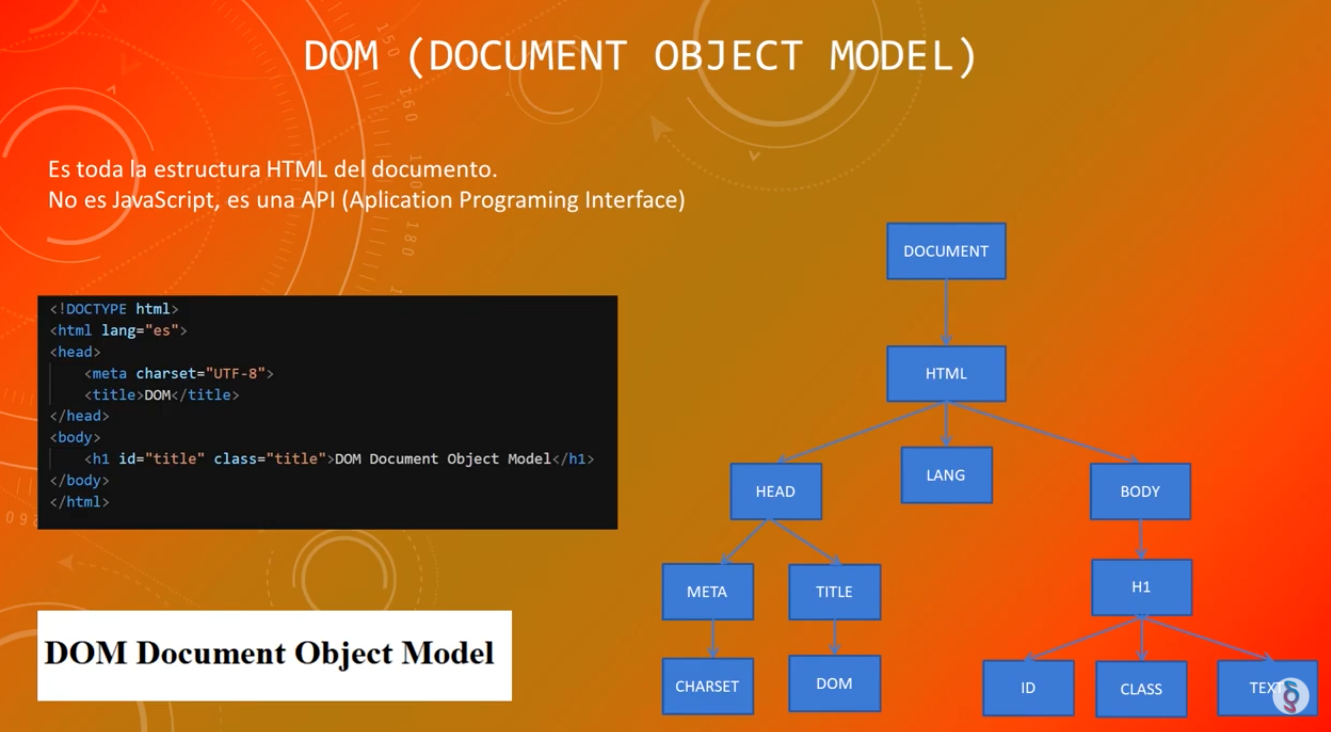 DOM (DOCUMENT OBJECT MODEL)
Es toda la estructura HTML del documento.
No es JavaScript, es una API (Aplication Programing Interface)
<!DOCTYPE html>
<html lang="es">
<head>
<meta charset="UTF-8">
<title>DOM</title>
</head>
<body>
<h1 id="title" class="title">DOM Document Object Model</h1>
</body>
</html>
DOM Document Object Model
DOCUMENT
HTML
HEAD
LANG
BODY
META
TITLE
H1
CHARSET
DOM
ID
CLASS
TEXT
150
160
180